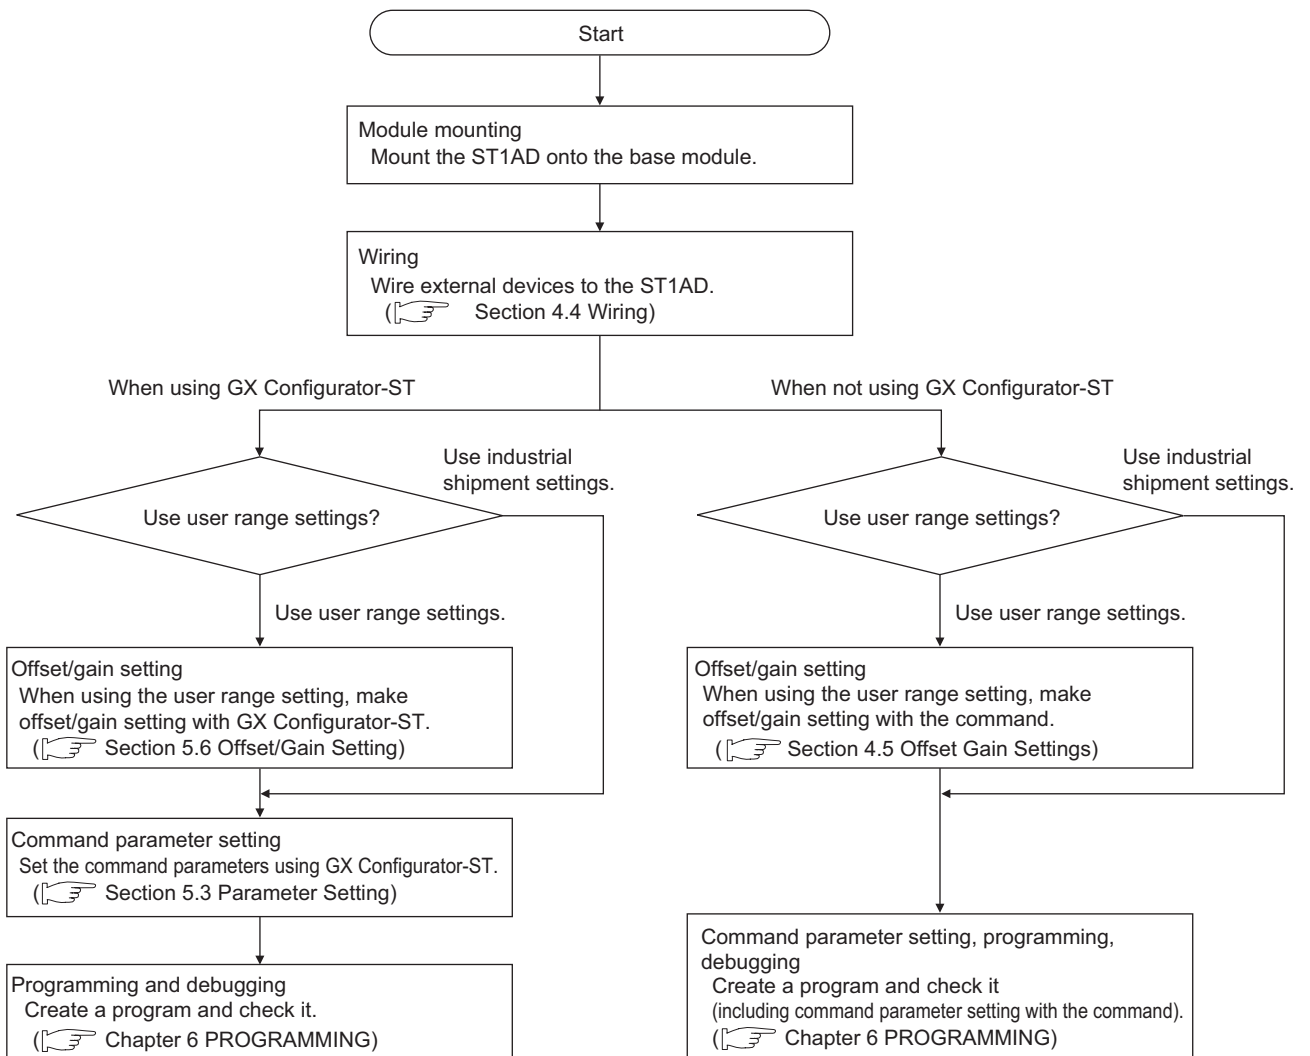 Start
Module mounting
Mount the ST1AD onto the base module.
Wiring
Wire external devices to the ST1AD.
( Section 4.4 Wiring)
When using GX Configurator-ST
When not using GX Configurator-ST
Use industrial
shipment settings.
Use user range settings?
Use user range settings.
Use industrial
shipment settings.
Use user range settings?
Use user range settings.
Offset/gain setting
When using the user range setting, make
offset/gain setting with GX Configurator-ST.
( Section 5.6 Offset/Gain Setting)
Offset/gain setting
When using the user range setting, make
offset/gain setting with the command.
( Section 4.5 Offset Gain Settings)
Command parameter setting
Set the command parameters using GX Configurator-ST.
( Section 5.3 Parameter Setting)
Programming and debugging
Create a program and check it.
( Chapter 6 PROGRAMMING)
Command parameter setting, programming,
debugging
Create a program and check it
(including command parameter setting with the command).
( Chapter 6 PROGRAMMING)